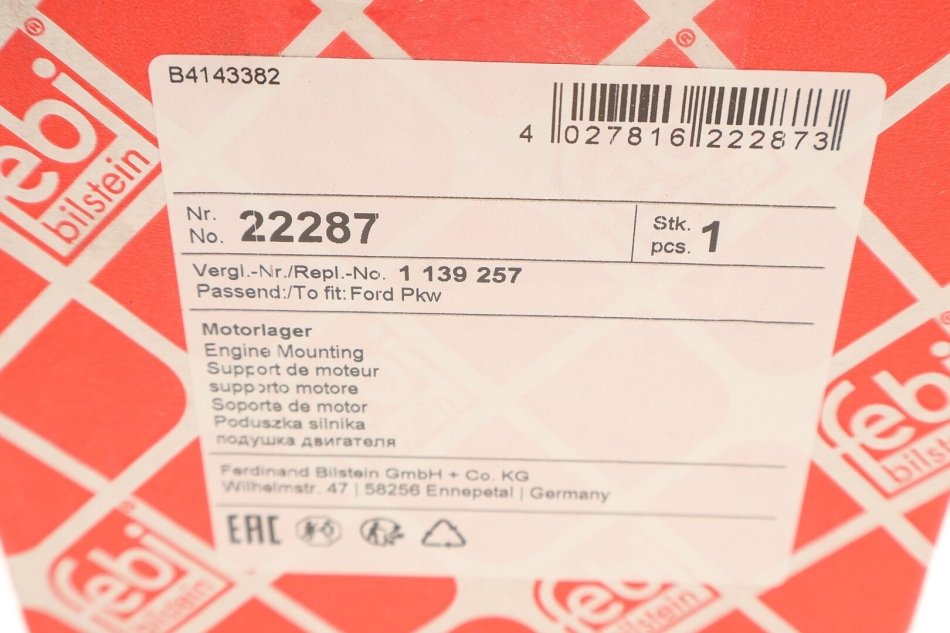 febi®
bilstein
®
B4143382
4 027816 222873
Nr.
No. 22287
Stk.
pcs. 1
Vergl.-Nr./Repl.-No. 1 139 257
Passend:/To fit: Ford Pkw
Motorlager
Engine Mounting
Support de moteur
supporto motore
Soporte de motor
Poduszka silnika
подушка двигателя
Ferdinand Bilstein GmbH + Co. KG
Wilhelmstr. 47 | 58256 Ennepetal | Germany
EAC
febi
bilstein
febi
bilstein
febi
bilstein